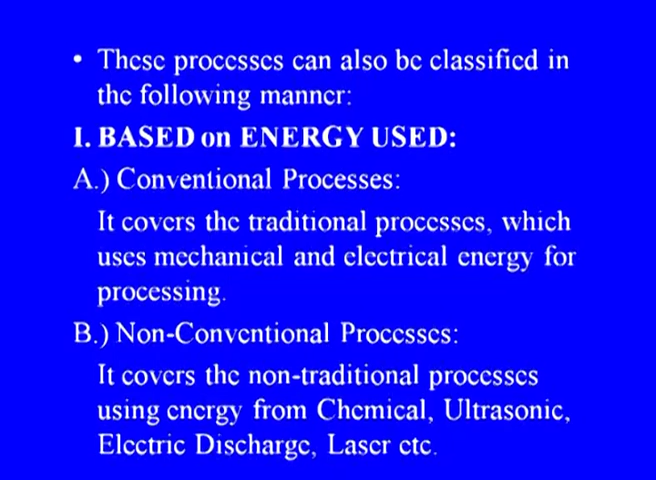 • These processes can also be classified in
the following manner:
I. BASED on ENERGY USED:
A.) Conventional Processes:
It covers the traditional processes, which
uses mechanical and electrical energy for
processing.
B.) Non-Conventional Processes:
It covers the non-traditional processes
using energy from Chemical, Ultrasonic,
Electric Discharge, Laser etc.